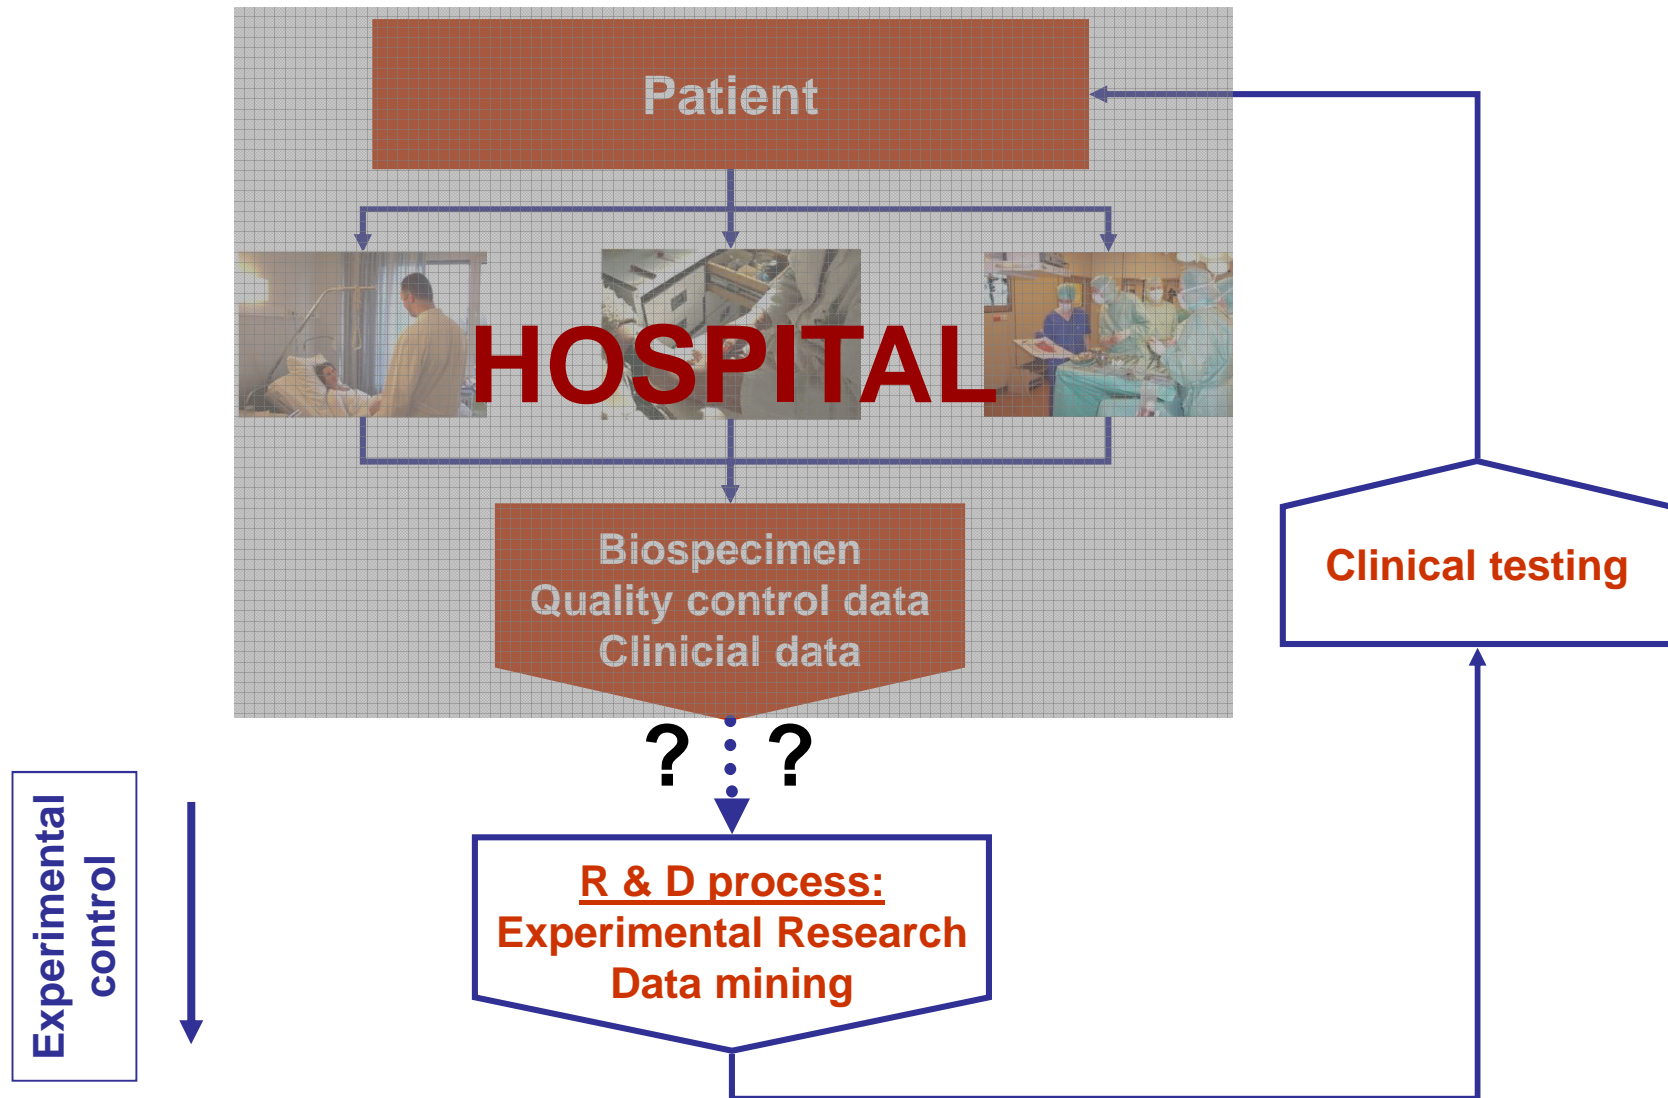 Patient
HOSPITAL
Biospecimen
Quality control data
Clinicial data
Clinical testing
? ?
Experimental
control
R & D process:
Experimental Research
Data mining